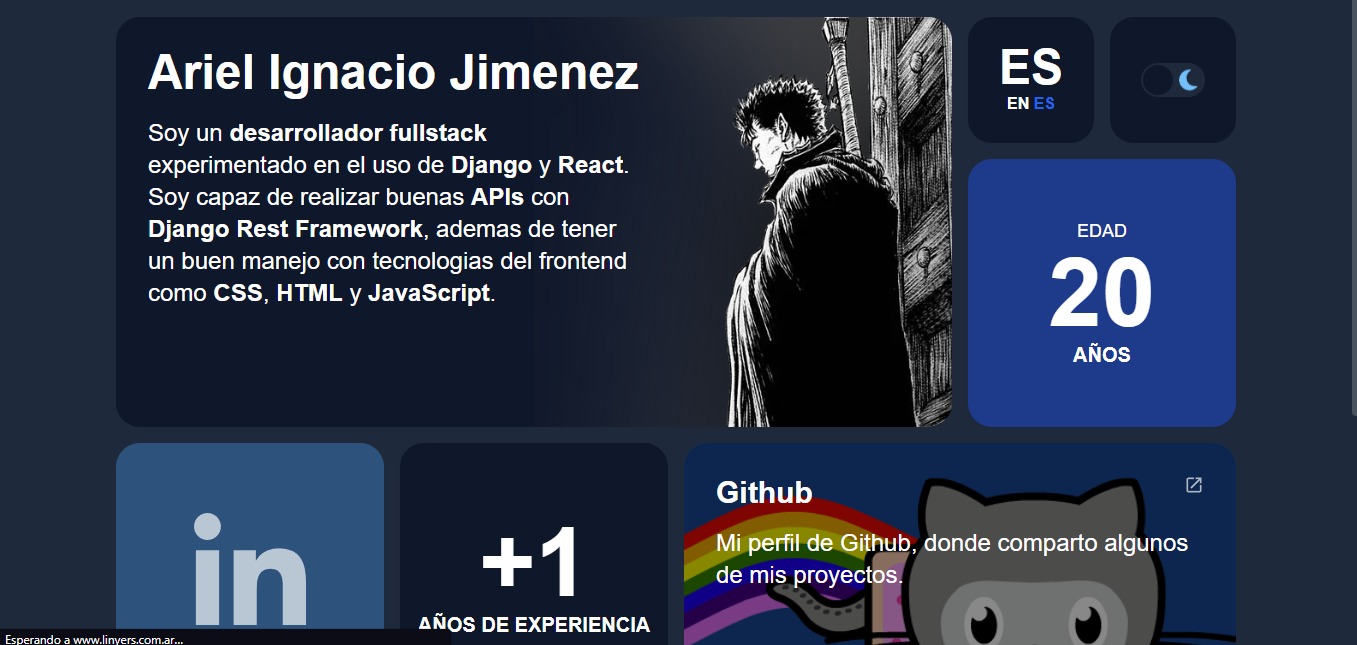 Ariel Ignacio Jimenez
Soy un desarrollador fullstack
experimentado en el uso de Django y React.
Soy capaz de realizar buenas APIs con
Django Rest Framework, ademas de tener
un buen manejo con tecnologias del frontend
como CSS, HTML y JavaScript.
ES
EN ES
EDAD
20
AÑOS
in
+1
AÑOS DE EXPERIENCIA
Github
Mi perfil de Github, donde comparto algunos
de mis proyectos.
Esperando a www.linyers.com.ar...